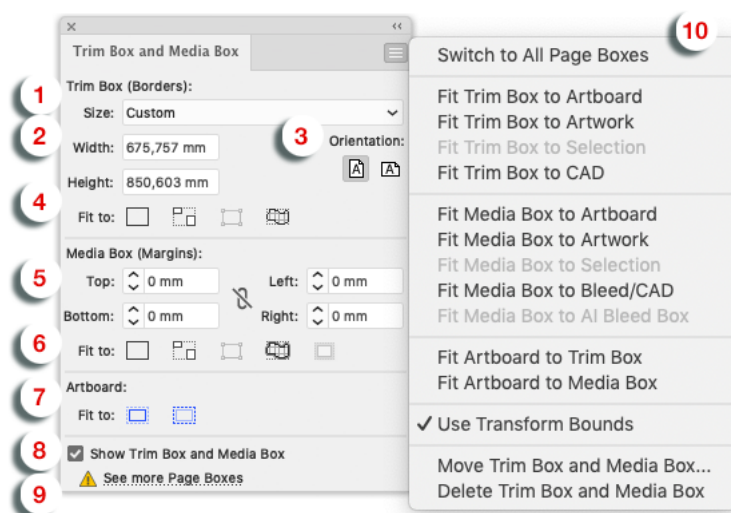 Trim Box and Media Box
1
Trim Box (Borders):
Size: Custom
2
Width: 675,757 mm
3
Orientation:
A A
Height: 850,603 mm
4
Fit to:
Media Box (Margins):
5
Top: 0 mm Left: 0 mm
Bottom: 0 mm Right: 0 mm
6
Fit to:
Artboard:
7
Fit to:
8
Show Trim Box and Media Box
9
See more Page Boxes
10
Switch to All Page Boxes
Fit Trim Box to Artboard
Fit Trim Box to Artwork
Fit Trim Box to Selection
Fit Trim Box to CAD
Fit Media Box to Artboard
Fit Media Box to Artwork
Fit Media Box to Selection
Fit Media Box to Bleed/CAD
Fit Media Box to AI Bleed Box
Fit Artboard to Trim Box
Fit Artboard to Media Box
Use Transform Bounds
Move Trim Box and Media Box...
Delete Trim Box and Media Box